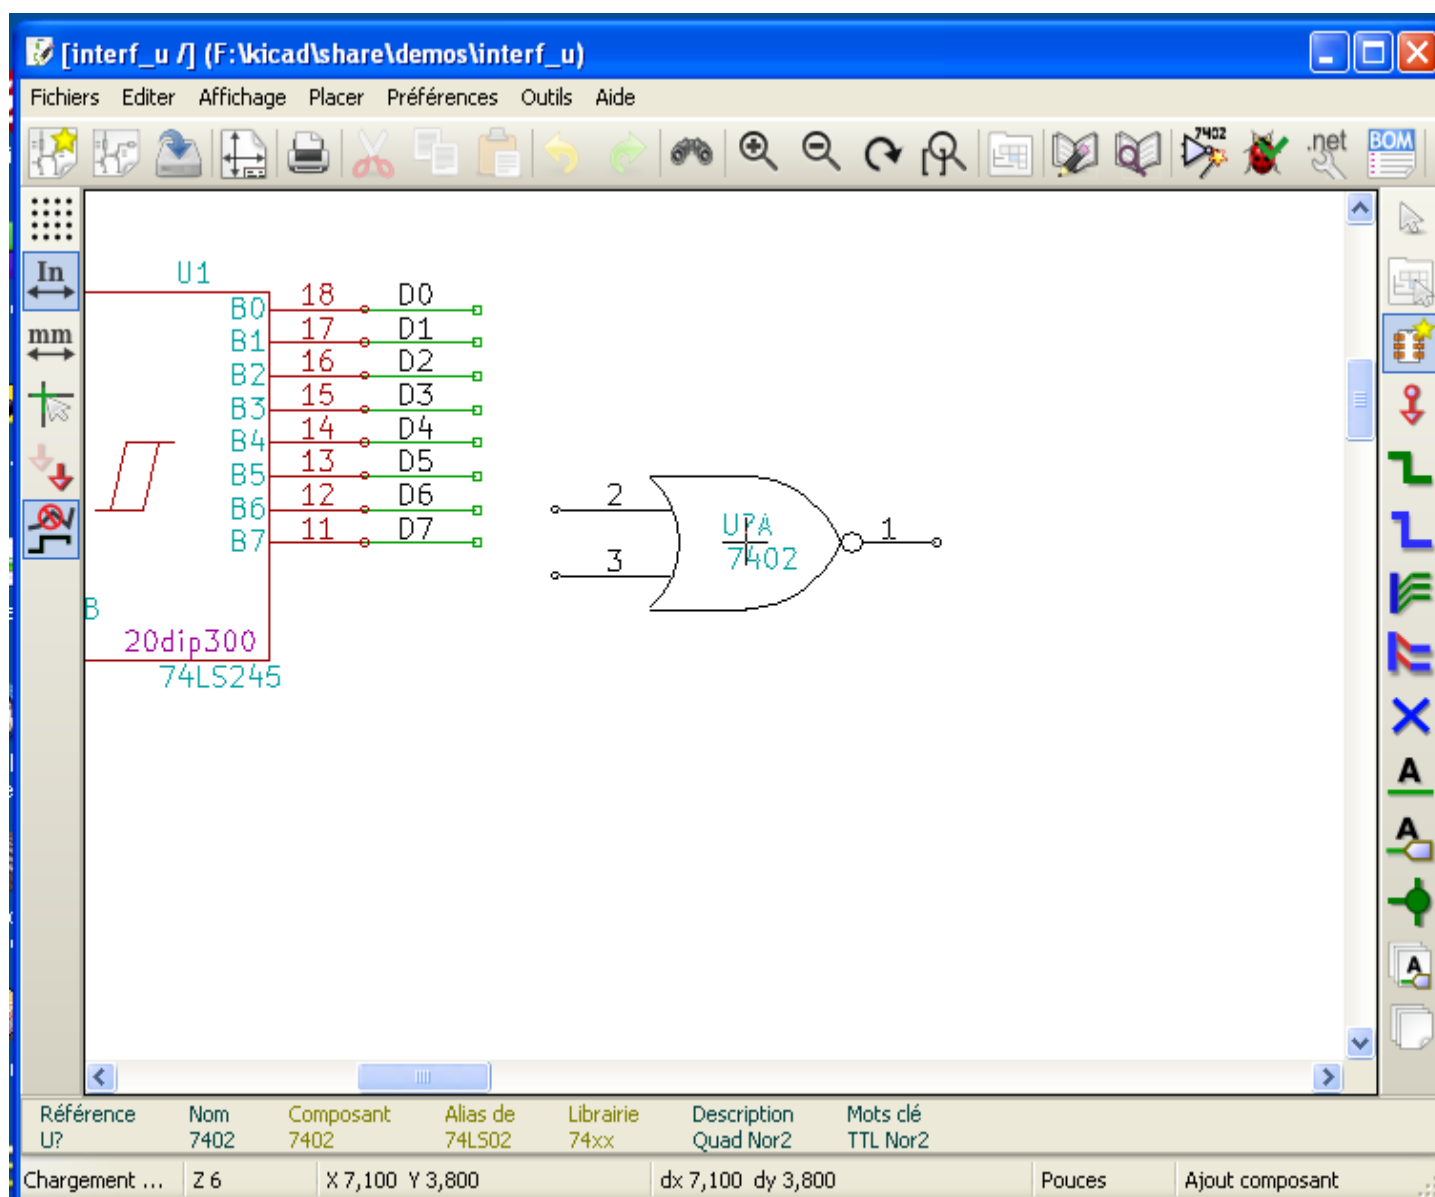 [interf_u /] (F:\kicad\share\demos\interf_u)
Fichiers Editer Affichage Placer Préférences Outils Aide
7402
.net
BOM
In
mm
U1
B0 18 D0
B1 17 D1
B2 16 D2
B3 15 D3
B4 14 D4
B5 13 D5
B6 12 D6
B7 11 D7
2
3
1
U?A
7402
B
20dip300
74LS245
A
A
A
Référence Nom Composant Alias de Librairie Description Mots clé
U? 7402 7402 74LS02 74xx Quad Nor2 TTL Nor2
Chargement ... Z 6 X 7,100 Y 3,800 dx 7,100 dy 3,800 Pouces Ajout composant